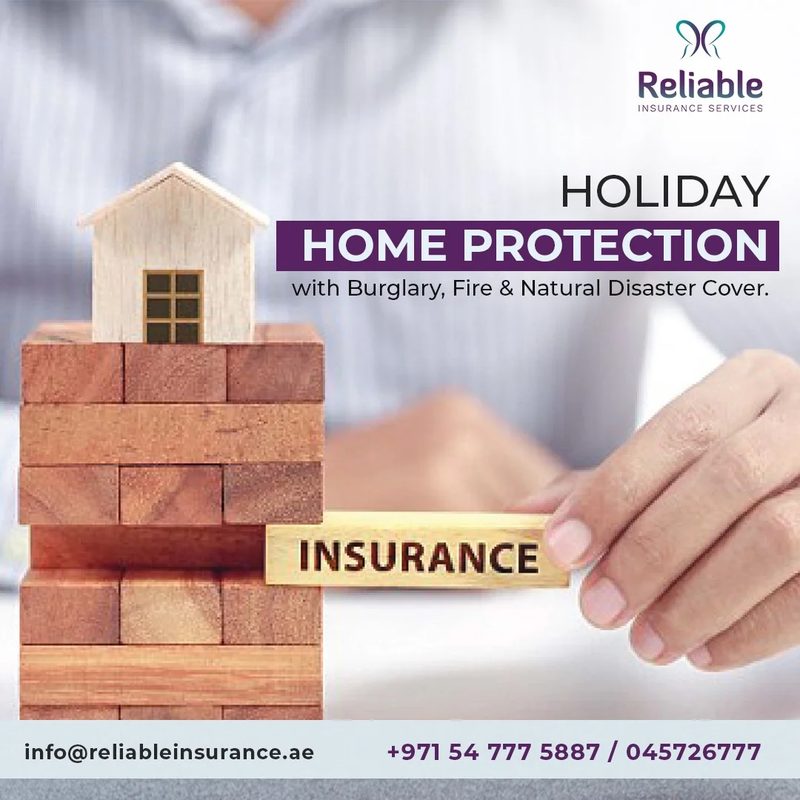 Reliable
INSURANCE SERVICES
HOLIDAY
HOME PROTECTION
with Burglary, Fire & Natural Disaster Cover.
INSURANCE
info@reliableinsurance.ae
+971 54 777 5887 / 045726777